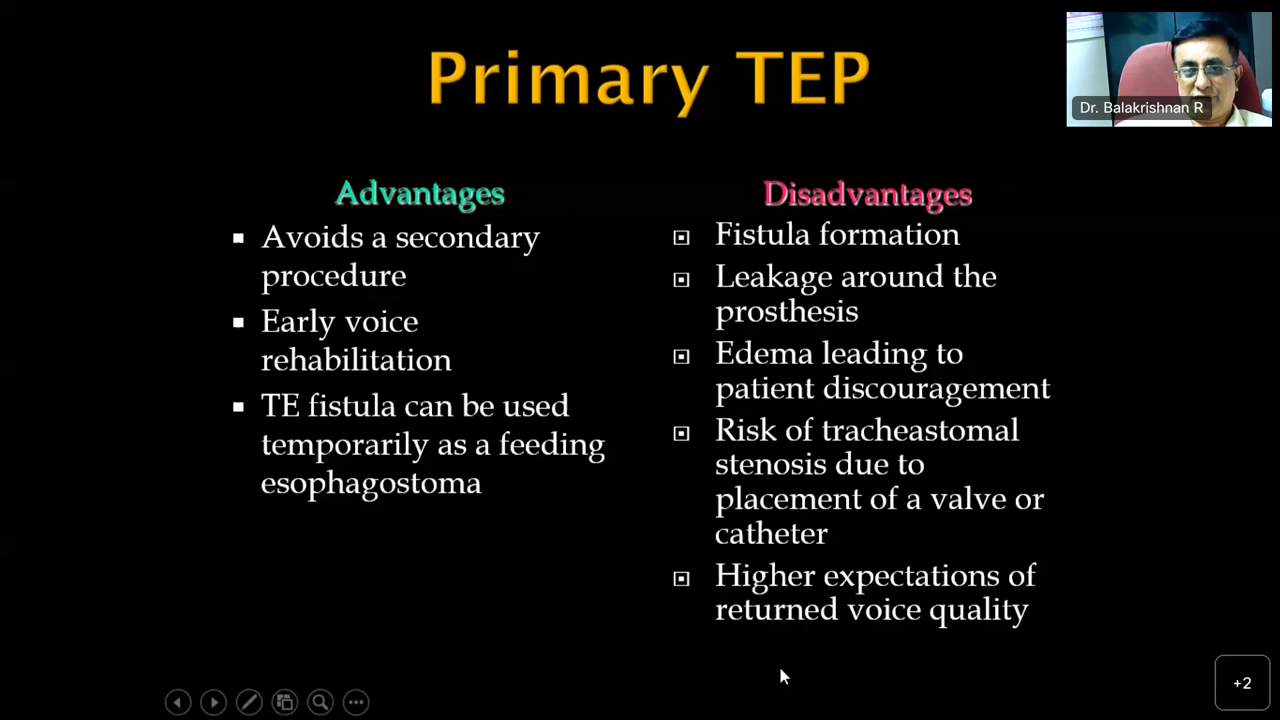 Primary TEP
Dr. Balakrishnan R
Advantages
Avoids a secondary
procedure
Early voice
rehabilitation
TE fistula can be used
temporarily as a feeding
esophagostoma
Disadvantages
Fistula formation
Leakage around the
prosthesis
Edema leading to
patient discouragement
Risk of tracheastomal
stenosis due to
placement of a valve or
catheter
Higher expectations of
returned voice quality
+2